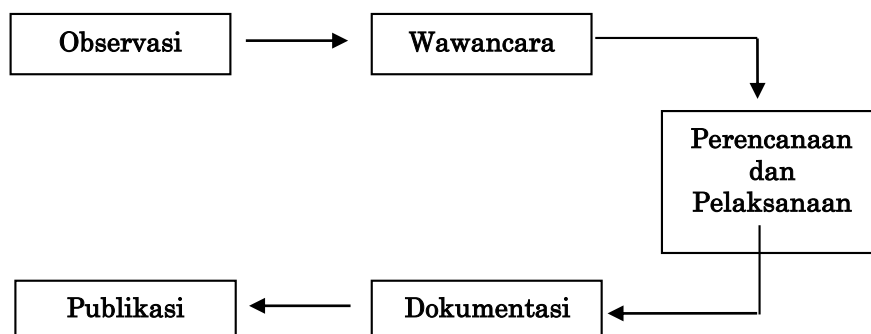 Observasi
Wawancara
Perencanaan
dan
Pelaksanaan
Dokumentasi
Publikasi